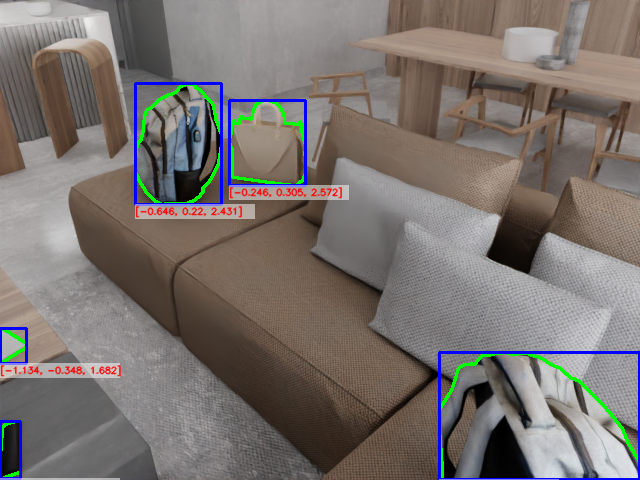 [-0.646, 0.22, 2.431]
[-0.246, 0.305, 2.572]
[-1.134, -0.348, 1.682]